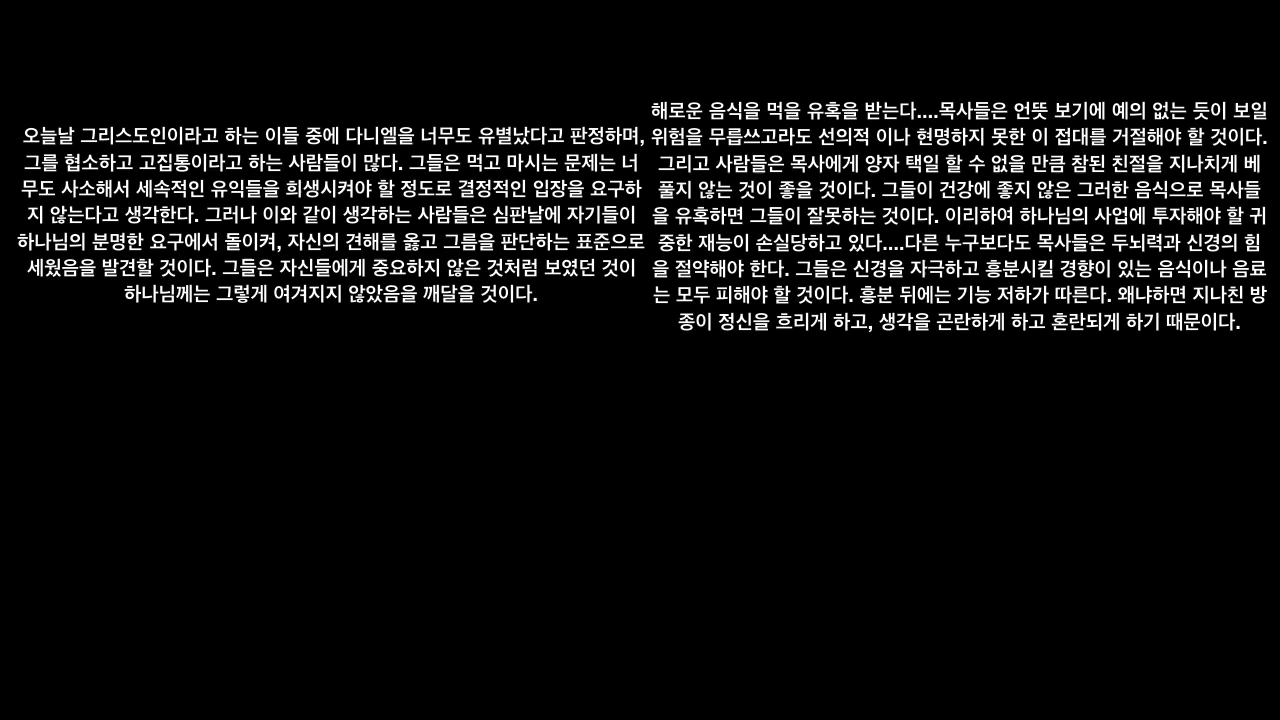 오늘날 그리스도인이라고 하는 이들 중에 다니엘을 너무도 유별났다고 판정하며,
그를 협소하고 고집통이라고 하는 사람들이 많다. 그들은 먹고 마시는 문제는 너
무도 사소해서 세속적인 유익들을 희생시켜야 할 정도로 결정적인 입장을 요구하
지 않는다고 생각한다. 그러나 이와 같이 생각하는 사람들은 심판날에 자기들이
하나님의 분명한 요구에서 돌이켜, 자신의 견해를 옳고 그름을 판단하는 표준으로
세웠음을 발견할 것이다. 그들은 자신들에게 중요하지 않은 것처럼 보였던 것이
하나님께는 그렇게 여겨지지 않았음을 깨달을 것이다.
해로운 음식을 먹을 유혹을 받는다....목사들은 언뜻 보기에 예의 없는 듯이 보일
위험을 무릅쓰고라도 선의적 이나 현명하지 못한 이 접대를 거절해야 할 것이다.
그리고 사람들은 목사에게 양자 택일 할 수 없을 만큼 참된 친절을 지나치게 베
풀지 않는 것이 좋을 것이다. 그들이 건강에 좋지 않은 그러한 음식으로 목사들
을 유혹하면 그들이 잘못하는 것이다. 이리하여 하나님의 사업에 투자해야 할 귀
중한 재능이 손실당하고 있다....다른 누구보다도 목사들은 두뇌력과 신경의 힘
을 절약해야 한다. 그들은 신경을 자극하고 흥분시킬 경향이 있는 음식이나 음료
는 모두 피해야 할 것이다. 흥분 뒤에는 기능 저하가 따른다. 왜냐하면 지나친 방
종이 정신을 흐리게 하고, 생각을 곤란하게 하고 혼란되게 하기 때문이다.